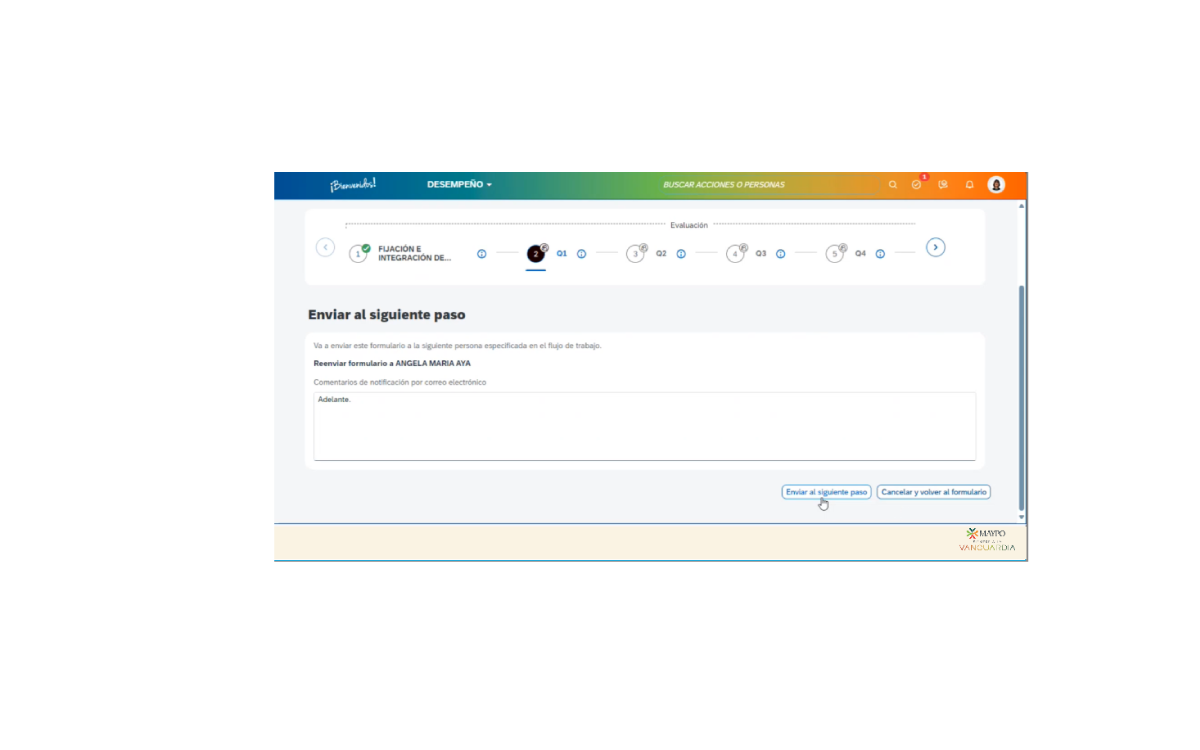 ¡Bienvenidos!
DESEMPEÑO
BUSCAR ACCIONES O PERSONAS
1
Evaluación
1
FIJACIÓN E
INTEGRACIÓN DE...
2
Q1
3
Q2
4
Q3
5
Q4
Enviar al siguiente paso
Va a enviar este formulario a la siguiente persona especificada en el flujo de trabajo.
Reenviar formulario a ANGELA MARIA AYA
Comentarios de notificación por correo electrónico
Adelante.
Enviar al siguiente paso
Cancelar y volver al formulario
MAYPO
VANGUARDIA